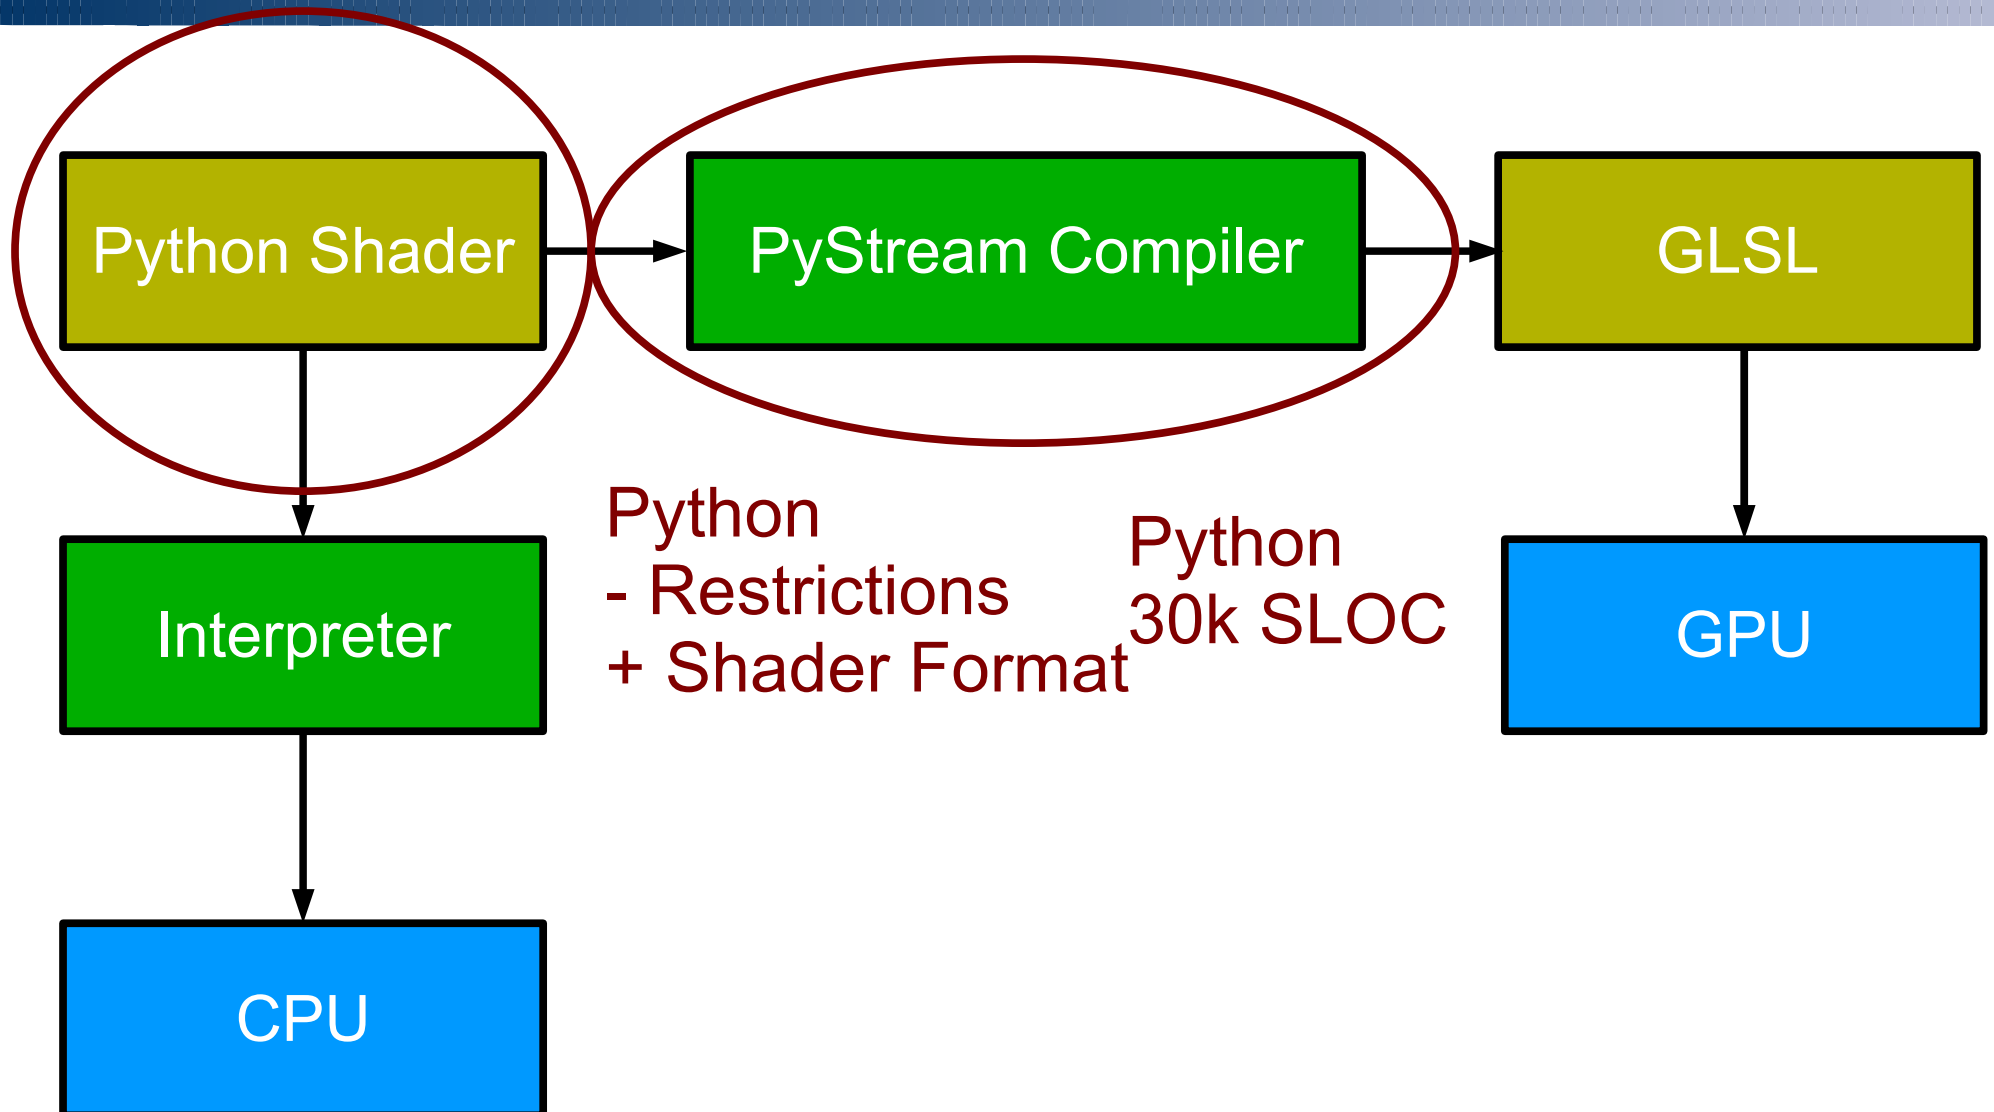 Python Shader
PyStream Compiler
GLSL
Python
- Restrictions
+ Shader Format
Python
30k SLOC
Interpreter
GPU
CPU